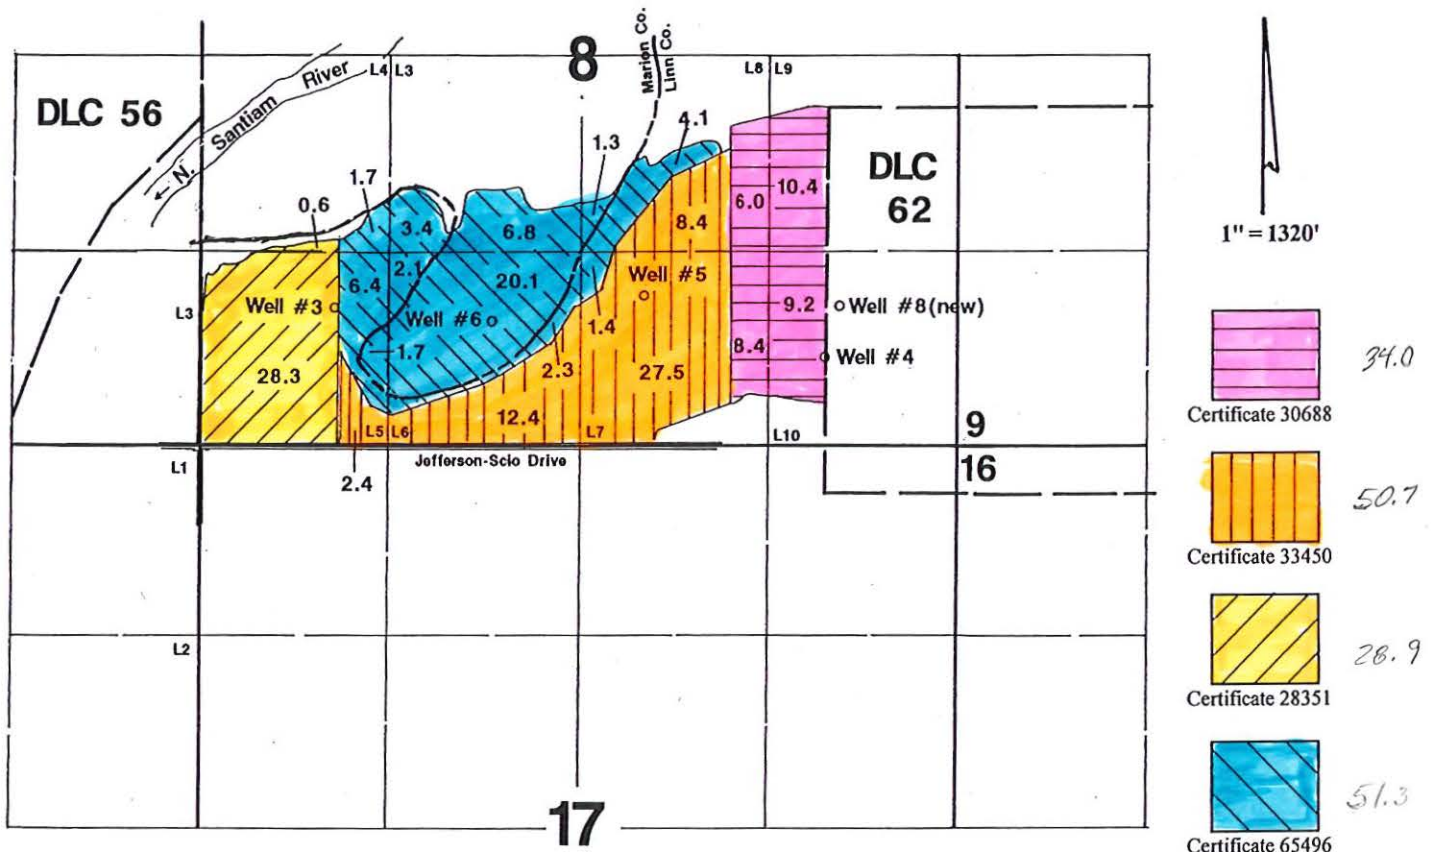 8
Marion Co.
Linn Co.
L4 L3
L8 L9
DLC 56
← N. Santiam River
4.1
1.3
DLC
62
1.7
10.4
6.0
0.6
3.4
6.8
8.4
1" = 1320'
2.1
Well #5
6.4
20.1
L3
Well #3
9.2
Well #8 (new)
Well #6
1.4
8.4
Well #4
1.7
34.0
28.3
2.3
27.5
Certificate 30688
12.4
L5 L6
L7
L10
9
L1
Jefferson-Scio Drive
16
2.4
50.7
Certificate 33450
L2
28.9
Certificate 28351
51.3
17
Certificate 65496